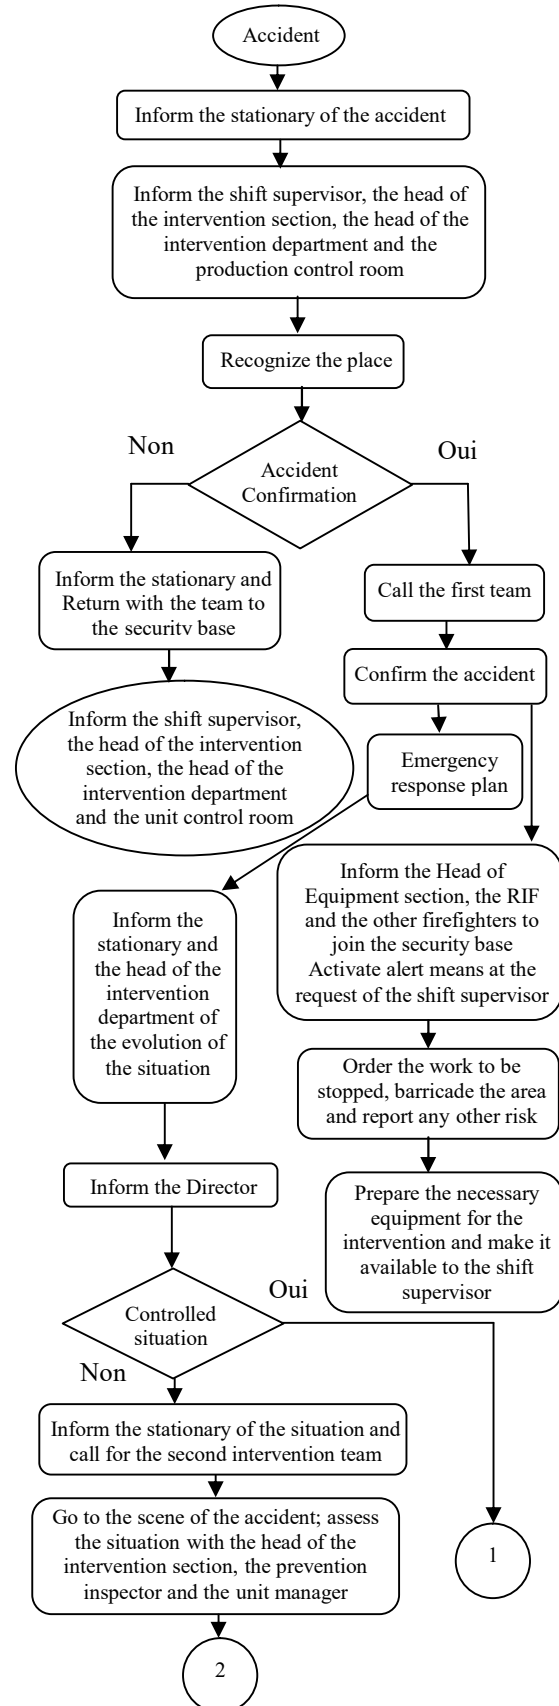 Accident
Inform the stationary of the accident
Inform the shift supervisor, the head of
the intervention section, the head of the
intervention department and the
production control room
Recognize the place
Non
Oui
Accident
Confirmation
Inform the stationary and
Return with the team to
the security base
Call the first team
Confirm the accident
Inform the shift supervisor,
the head of the intervention
section, the head of the
intervention department
and the unit control room
Emergency
response plan
Inform the Head of
Equipment section, the RIF
and the other firefighters to
join the security base
Activate alert means at the
request of the shift supervisor
Inform the
stationary and
the head of the
intervention
department of
the evolution of
the situation
Order the work to be
stopped, barricade the area
and report any other risk
Inform the Director
Prepare the necessary
equipment for the
intervention and make it
available to the shift
supervisor
Controlled
situation
Oui
Non
Inform the stationary of the situation and
call for the second intervention team
Go to the scene of the accident; assess
the situation with the head of the
intervention section, the prevention
inspector and the unit manager
1
2